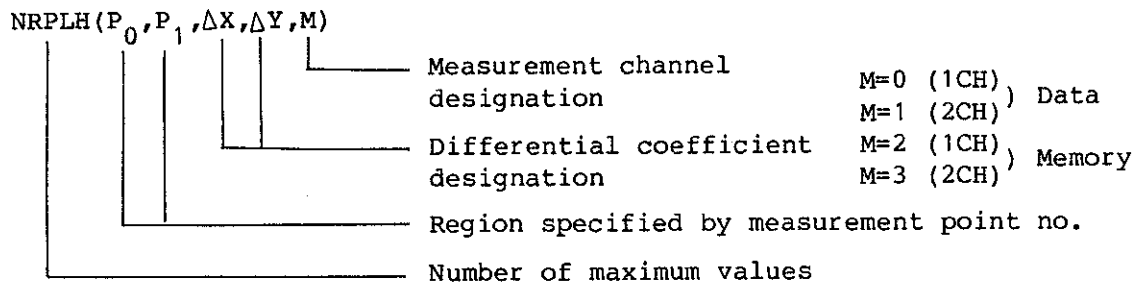 NRPLH(P0,P1,ΔX,ΔY,M)
Measurement channel designation
M=0 (1CH)
M=1 (2CH)
) Data
Differential coefficient designation
M=2 (1CH)
M=3 (2CH)
) Memory
Region specified by measurement point no.
Number of maximum values